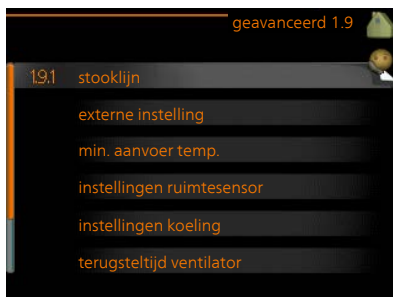 geavanceerd 1.9
1.9.1 stooklijn
externe instelling
min. aanvoer temp.
instellingen ruimtesensor
instellingen koeling
terugsteltijd ventilator